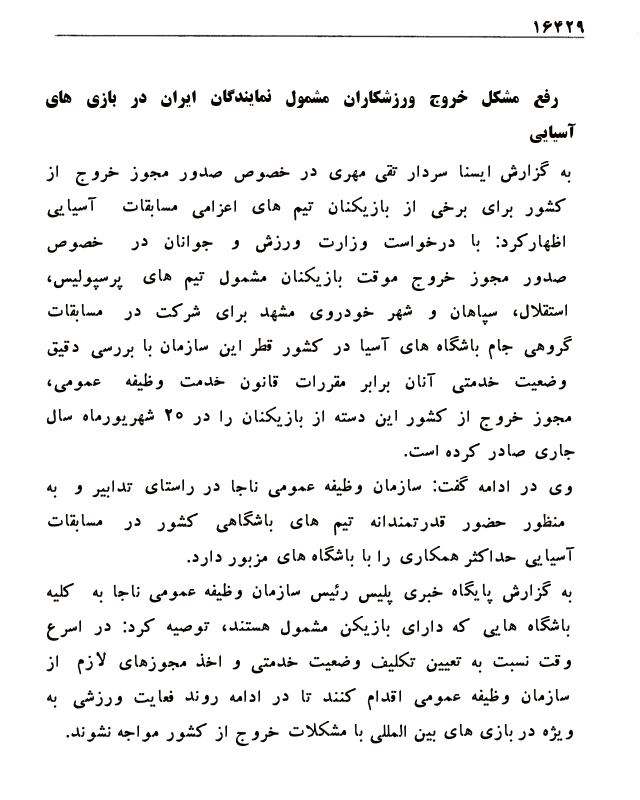 ۱۶۴۲۹
رفع مشکل خروج ورزشکاران مشمول نمایندگان ایران در بازی های
آسیایی
به گزارش ایسنا سردار تقی مهری در خصوص صدور مجوز خروج از
کشور برای برخی از بازیکنان تیم های اعزامی مسابقات آسیایی
اظهارکرد: با درخواست وزارت ورزش و جوانان در خصوص
صدور مجوز خروج موقت بازیکنان مشمول تیم های پرسپولیس،
استقلال، سپاهان و شهر خودروی مشهد برای شرکت در مسابقات
گروهی جام باشگاه های آسیا در کشور قطر این سازمان با بررسی دقیق
وضعیت خدمتی آنان برابر مقررات قانون خدمت وظیفه عمومی،
مجوز خروج از کشور این دسته از بازیکنان را در ۲۰ شهریورماه سال
جاری صادر کرده است.
وی در ادامه گفت: سازمان وظیفه عمومی ناجا در راستای تدابیر و به
منظور حضور قدرتمندانه تیم های باشگاهی کشور در مسابقات
آسیایی حداکثر همکاری را با باشگاه های مزبور دارد.
به گزارش پایگاه خبری پلیس رئیس سازمان وظیفه عمومی ناجا به کلیه
باشگاه هایی که دارای بازیکن مشمول هستند، توصیه کرد: در اسرع
وقت نسبت به تعیین تکلیف وضعیت خدمتی و اخذ مجوزهای لازم از
سازمان وظیفه عمومی اقدام کنند تا در ادامه روند فعایت ورزشی به
ویژه در بازی های بین المللی با مشکلات خروج از کشور مواجه نشوند.